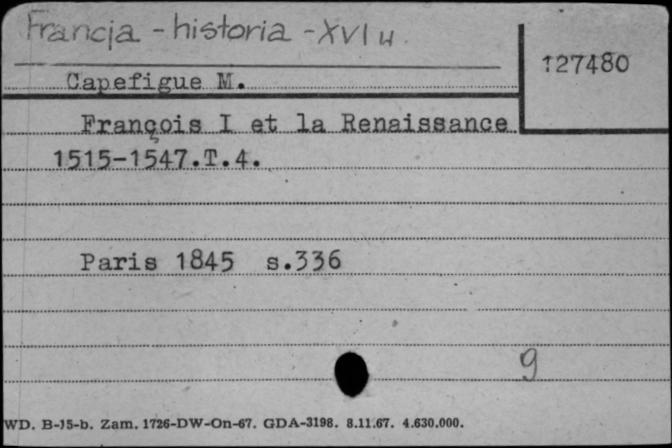 Francja - historia - XVI w.
127480
Capefigue M.
François I et la Renaissance
1515-1547.T.4.
Paris 1845 s.336
9
WD. B-15-b. Zam. 1726-DW-On-67. GDA-3198. 8.11.67. 4.630.000.